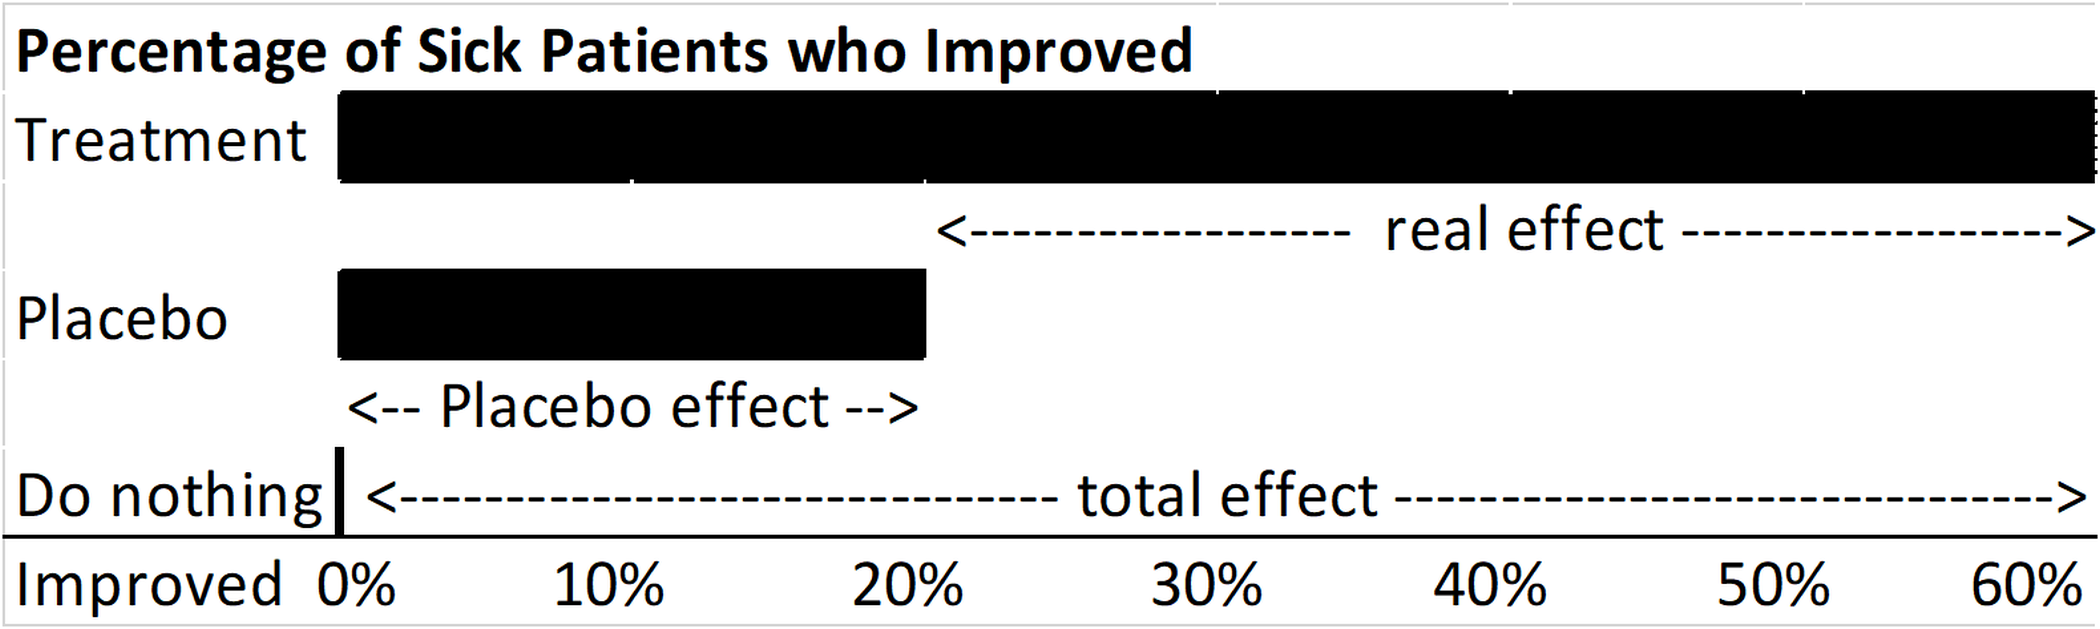 Percentage of Sick Patients who Improved
Treatment
<------------------ real effect ------------------>
Placebo
<-- Placebo effect -->
Do nothing <------------------------------- total effect ------------------------------->
Improved 0% 10% 20% 30% 40% 50% 60%